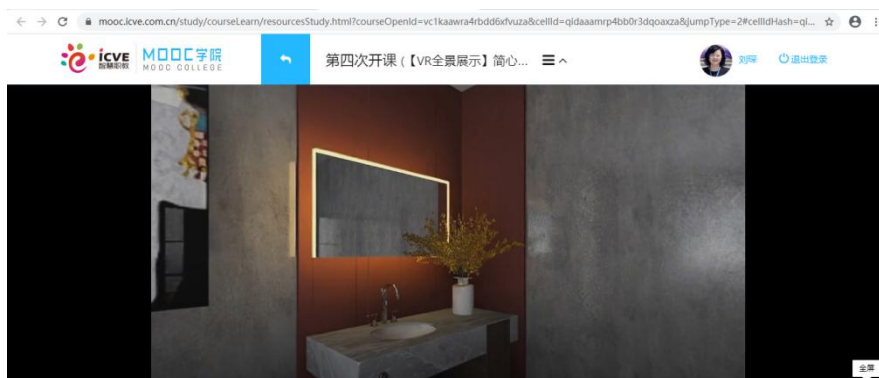 mooc.icve.com.cn/study/courseLearn/resourcesStudy.html?courseOpenId=vc1kaawra4rbdd6xfvuza&cellId=qidaaamrp4bb0r3dqoaxza&jumpType=2#cellIdHash=qi...
icve 智慧职教
MOOC学院
MOOC COLLEGE
第四次开课 (【VR全景展示】简心...
刘琛
退出登录
全屏